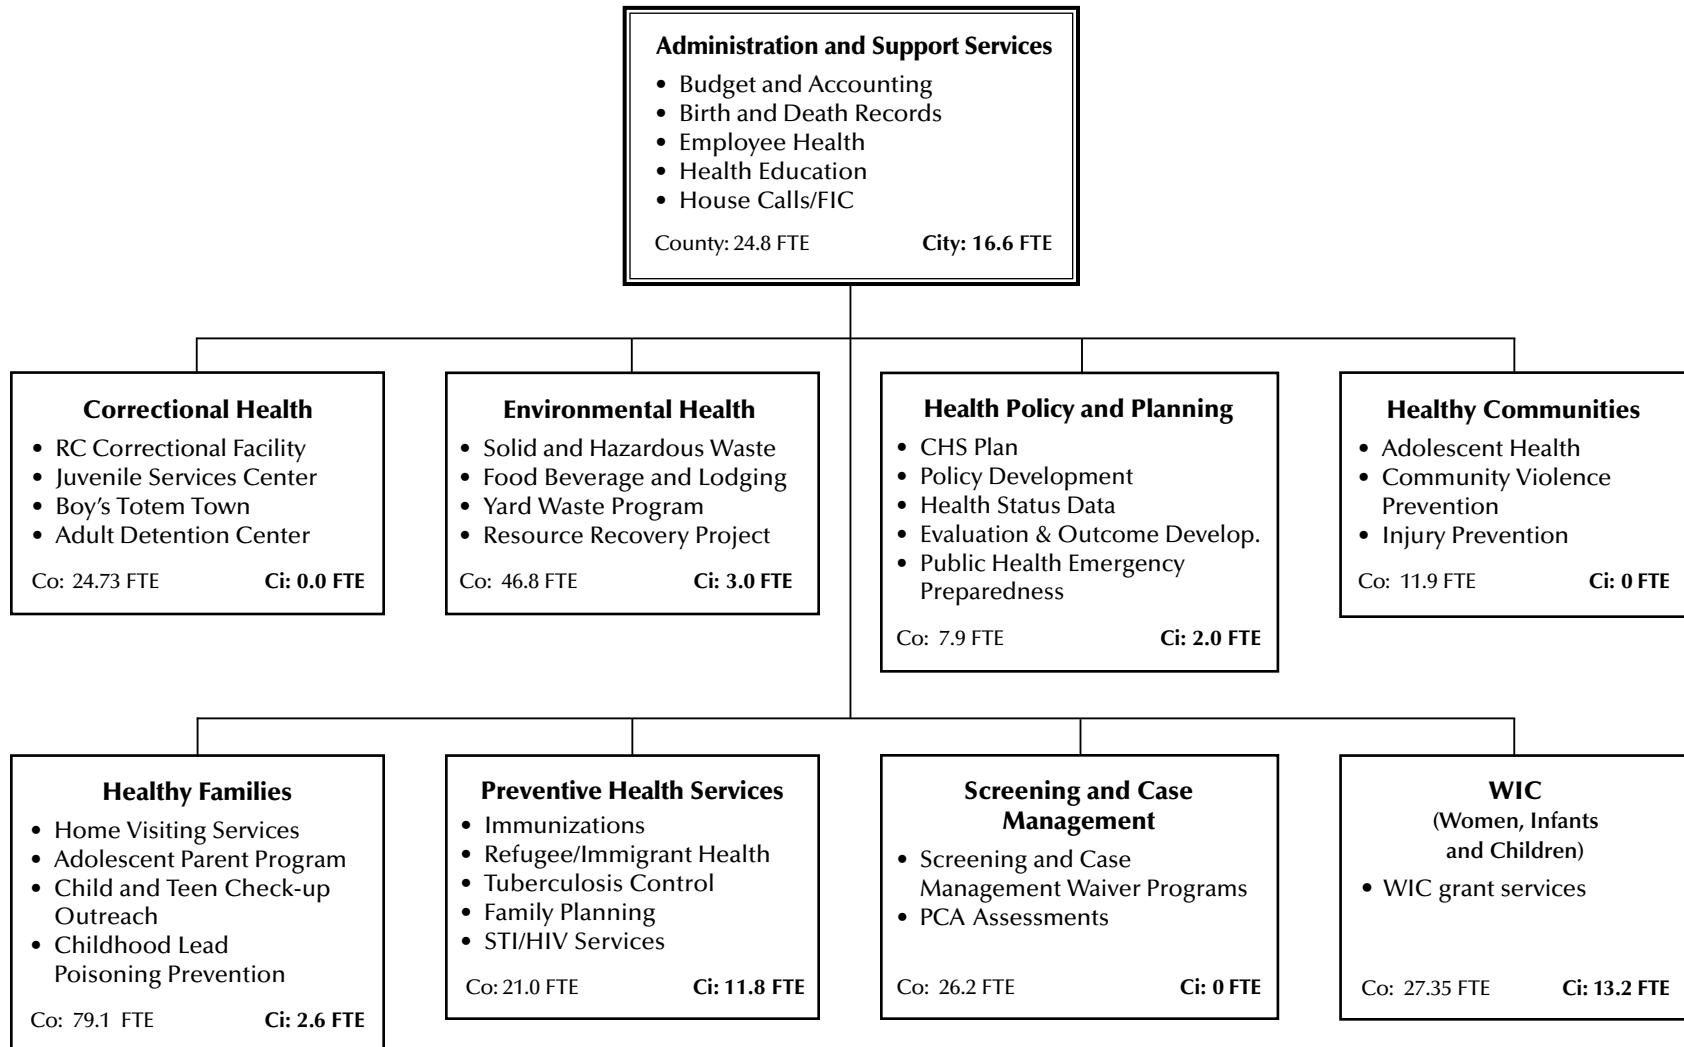 Administration and Support Services
• Budget and Accounting
• Birth and Death Records
• Employee Health
• Health Education
• House Calls/FIC
County: 24.8 FTE City: 16.6 FTE
Correctional Health
• RC Correctional Facility
• Juvenile Services Center
• Boy's Totem Town
• Adult Detention Center
Co: 24.73 FTE Ci: 0.0 FTE
Environmental Health
• Solid and Hazardous Waste
• Food Beverage and Lodging
• Yard Waste Program
• Resource Recovery Project
Co: 46.8 FTE Ci: 3.0 FTE
Health Policy and Planning
• CHS Plan
• Policy Development
• Health Status Data
• Evaluation & Outcome Develop.
• Public Health Emergency
Preparedness
Co: 7.9 FTE Ci: 2.0 FTE
Healthy Communities
• Adolescent Health
• Community Violence
Prevention
• Injury Prevention
Co: 11.9 FTE Ci: 0 FTE
Healthy Families
• Home Visiting Services
• Adolescent Parent Program
• Child and Teen Check-up
Outreach
• Childhood Lead
Poisoning Prevention
Co: 79.1 FTE Ci: 2.6 FTE
Preventive Health Services
• Immunizations
• Refugee/Immigrant Health
• Tuberculosis Control
• Family Planning
• STI/HIV Services
Co: 21.0 FTE Ci: 11.8 FTE
Screening and Case
Management
• Screening and Case
Management Waiver Programs
• PCA Assessments
Co: 26.2 FTE Ci: 0 FTE
WIC
(Women, Infants
and Children)
• WIC grant services
Co: 27.35 FTE Ci: 13.2 FTE